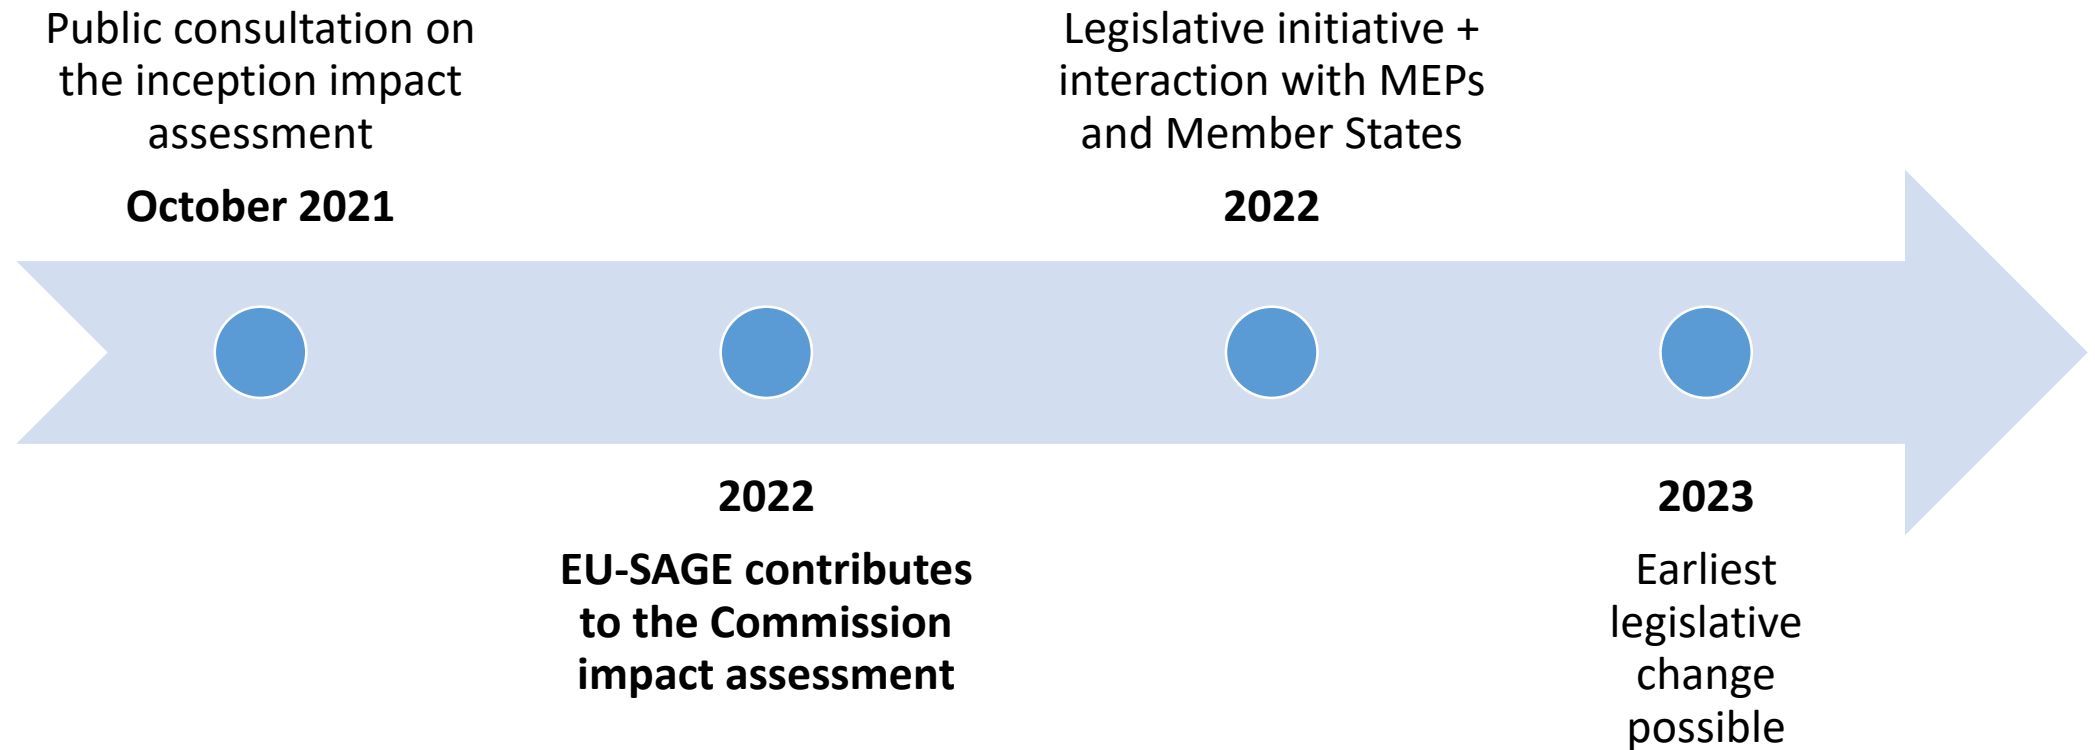 Public consultation on
the inception impact
assessment
October 2021
2022
EU-SAGE contributes
to the Commission
impact assessment
Legislative initiative +
interaction with MEPs
and Member States
2022
2023
Earliest
legislative
change
possible